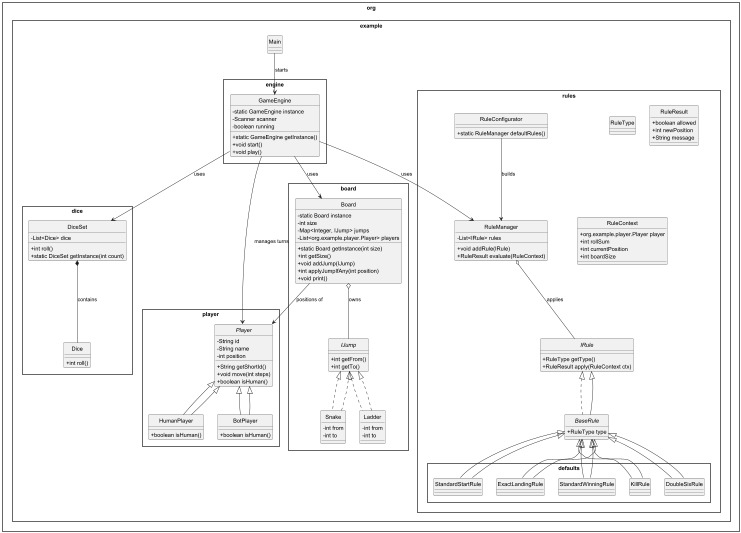 org
example
Main
starts
engine
GameEngine
-static GameEngine instance
-Scanner scanner
-boolean running
+static GameEngine getInstance()
+void start()
+void play()
uses
manages turns
uses
uses
dice
DiceSet
-List<Dice> dice
+int roll()
+static DiceSet getInstance(int count)
contains
Dice
+int roll()
board
Board
-static Board instance
-int size
-Map<Integer, IJump> jumps
-List<org.example.player.Player> players
+static Board getInstance(int size)
+int getSize()
+void addJump(IJump)
+int applyJumpIfAny(int position)
+void print()
positions of
owns
IJump
+int getFrom()
+int getTo()
Snake
-int from
-int to
Ladder
-int from
-int to
player
Player
-String id
-String name
-int position
+String getShortId()
+void move(int steps)
+boolean isHuman()
HumanPlayer
+boolean isHuman()
BotPlayer
+boolean isHuman()
rules
RuleConfigurator
+static RuleManager defaultRules()
builds
RuleType
RuleResult
+boolean allowed
+int newPosition
+String message
RuleManager
-List<IRule> rules
+void addRule(Rule)
+RuleResult evaluate(RuleContext)
RuleContext
+org.example.player.Player player
+int rollSum
+int currentPosition
+int boardSize
applies
IRule
+RuleType getType()
+RuleResult apply(RuleContext ctx)
BaseRule
+RuleType type
defaults
StandardStartRule
ExactLandingRule
StandardWinningRule
KillRule
DoubleSixRule